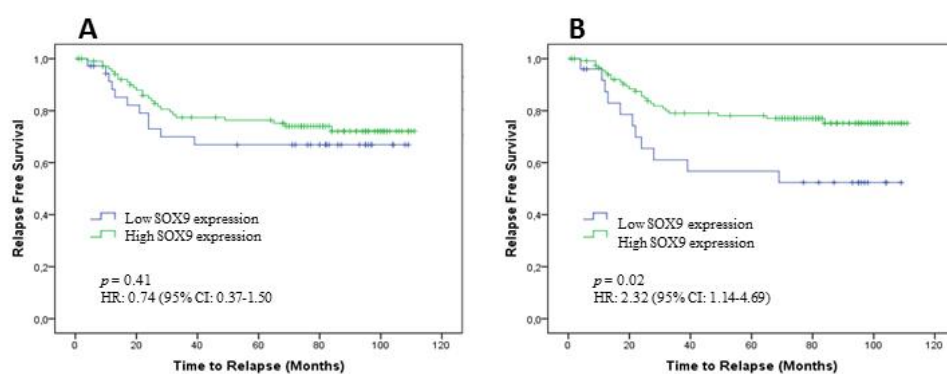 A
Relapse Free Survival
1,0
0,8
0,6
0,4
0,2
0,0
Low SOX9 expression
High SOX9 expression
p = 0.41
HR: 0.74 (95% CI: 0.37-1.50
0
20
40
60
80
100
120
Time to Relapse (Months)
B
Relapse Free Survival
1,0
0,8
0,6
0,4
0,2
0,0
Low SOX9 expression
High SOX9 expression
p = 0.02
HR: 2.32 (95% CI: 1.14-4.69)
0
20
40
60
80
100
120
Time to Relapse (Months)